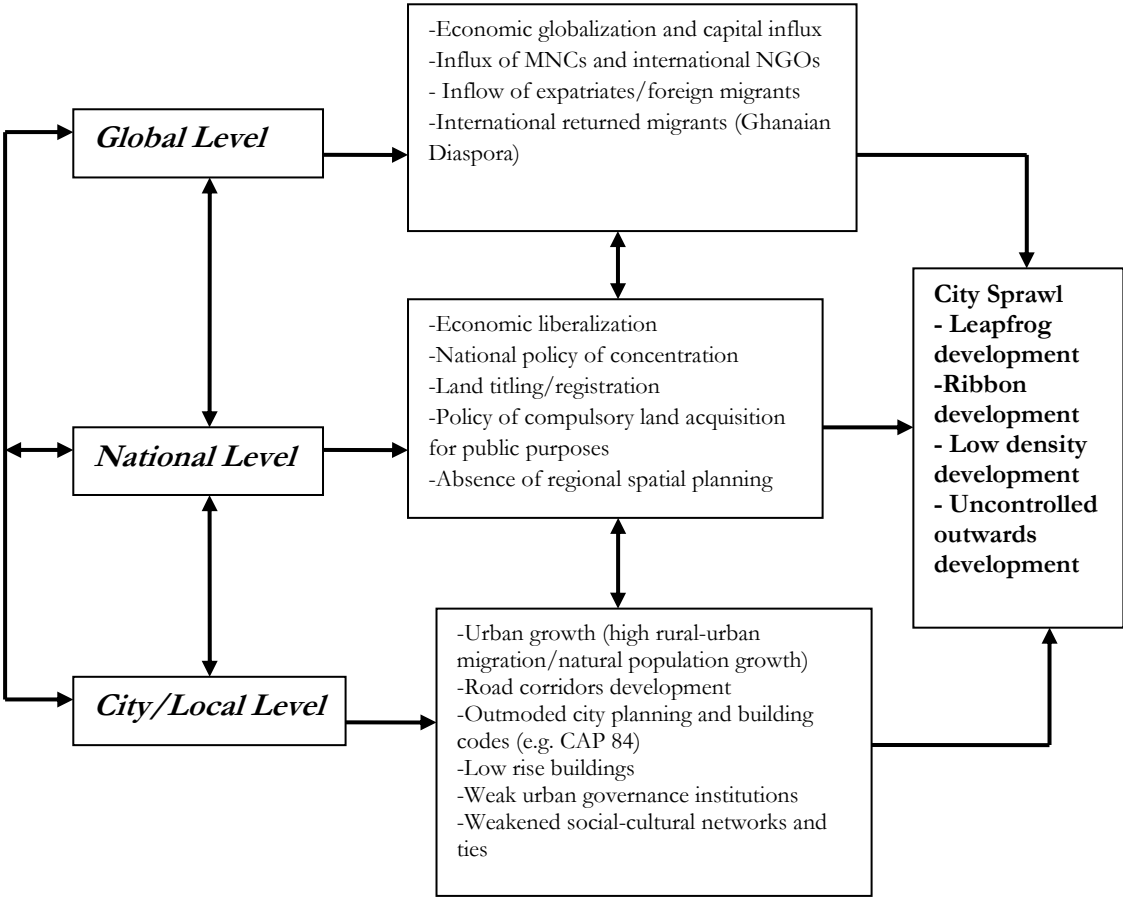 -Economic globalization and capital influx
-Influx of MNCs and international NGOs
- Inflow of expatriates/foreign migrants
-International returned migrants (Ghanaian
Diaspora)
Global Level
City Sprawl
- Leapfrog
development
-Ribbon
development
- Low density
development
- Uncontrolled
outwards
development
-Economic liberalization
-National policy of concentration
-Land titling/registration
-Policy of compulsory land acquisition
for public purposes
-Absence of regional spatial planning
National Level
-Urban growth (high rural-urban
migration/natural population growth)
-Road corridors development
-Outmoded city planning and building
codes (e.g. CAP 84)
-Low rise buildings
-Weak urban governance institutions
-Weakened social-cultural networks and
ties
City/Local Level